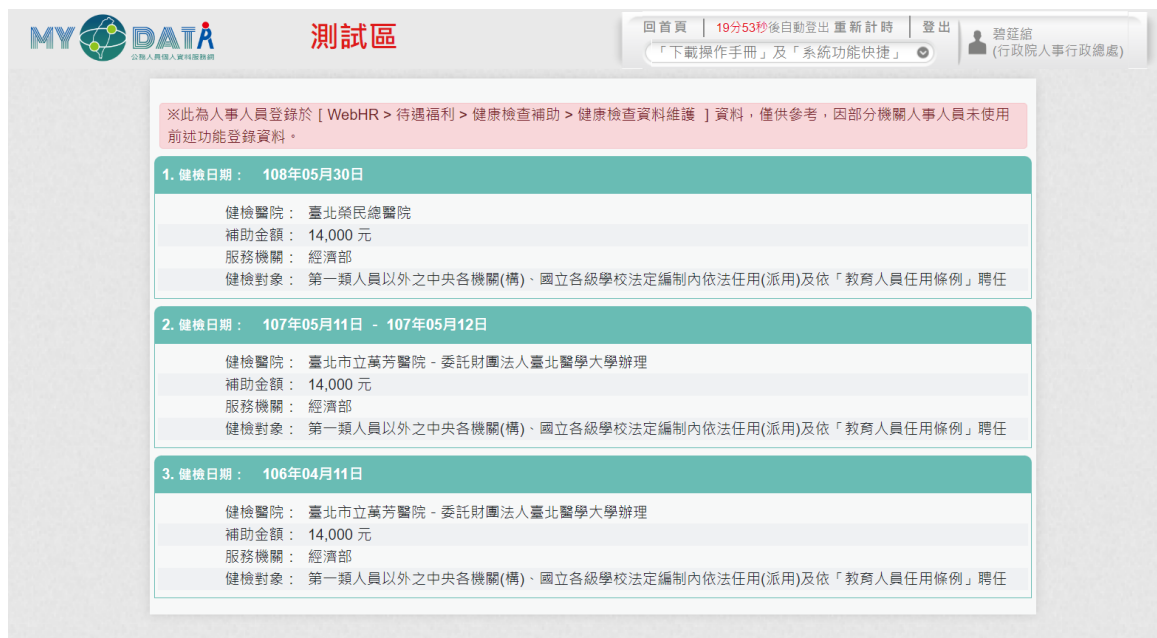 MY DATA
公務人員個人資料服務網
測試區
回首頁 | 19分53秒後自動登出 重新計時 | 登出
「下載操作手冊」及「系統功能快捷」
碧筵綰
(行政院人事行政總處)
※此為人事人員登錄於 [ WebHR > 待遇福利 > 健康檢查補助 > 健康檢查資料維護 ] 資料,僅供參考,因部分機關人事人員未使用
前述功能登錄資料。
1. 健檢日期: 108年05月30日
健檢醫院: 臺北榮民總醫院
補助金額: 14,000 元
服務機關: 經濟部
健檢對象: 第一類人員以外之中央各機關(構)、國立各級學校法定編制內依法任用(派用)及依「教育人員任用條例」聘任
2. 健檢日期: 107年05月11日 - 107年05月12日
健檢醫院: 臺北市立萬芳醫院-委託財團法人臺北醫學大學辦理
補助金額: 14,000 元
服務機關: 經濟部
健檢對象: 第一類人員以外之中央各機關(構)、國立各級學校法定編制內依法任用(派用)及依「教育人員任用條例」聘任
3. 健檢日期: 106年04月11日
健檢醫院: 臺北市立萬芳醫院-委託財團法人臺北醫學大學辦理
補助金額: 14,000 元
服務機關: 經濟部
健檢對象: 第一類人員以外之中央各機關(構)、國立各級學校法定編制內依法任用(派用)及依「教育人員任用條例」聘任